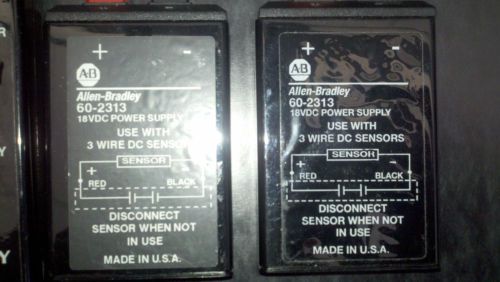 + -
A-B
Allen-Bradley
60-2313
18VDC POWER SUPPLY
USE WITH
3 WIRE DC SENSORS
SENSOR
+ -
RED BLACK
DISCONNECT
SENSOR WHEN NOT
IN USE
MADE IN U.S.A.
+ -
A-B
Allen-Bradley
60-2313
18VDC POWER SUPPLY
USE WITH
3 WIRE DC SENSORS
SENSOR
+ -
RED BLACK
DISCONNECT
SENSOR WHEN NOT
IN USE
MADE IN U.S.A.